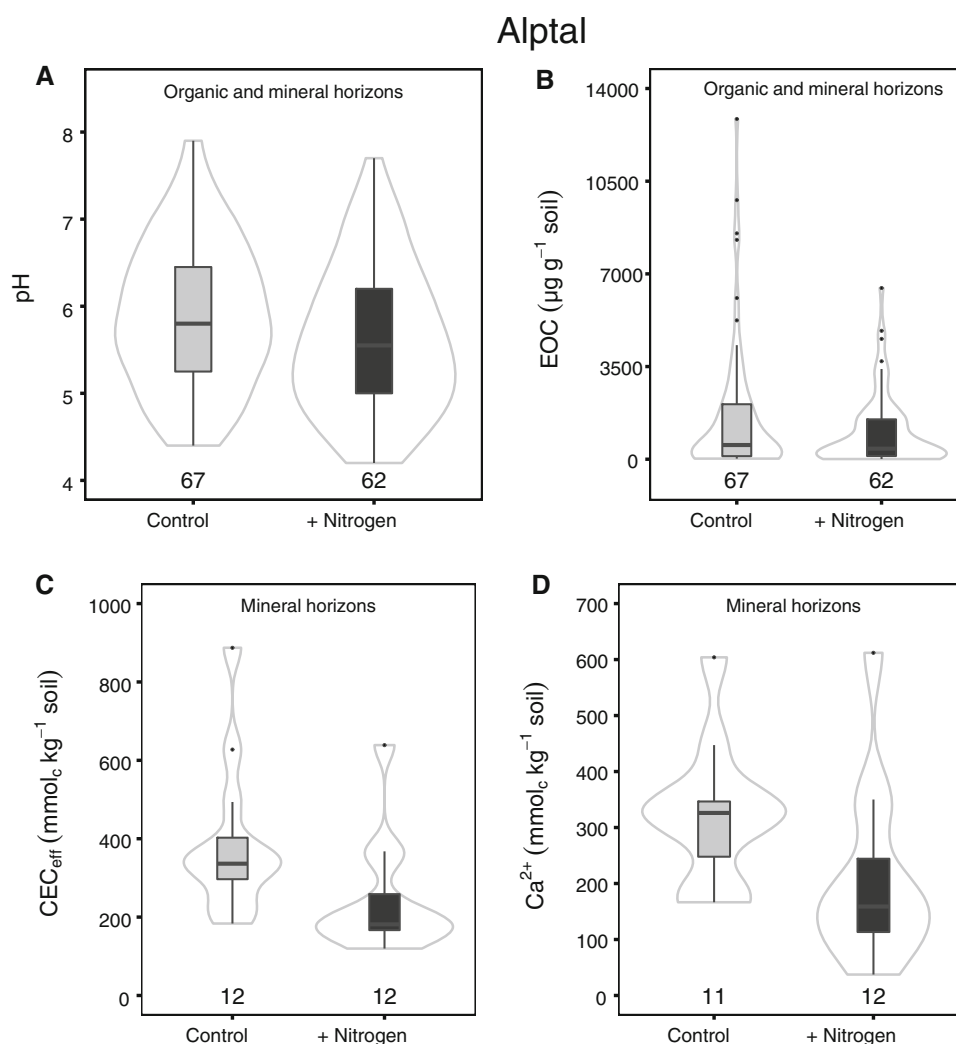 Alptal
A
Organic and mineral horizons
pH
8
7
6
5
4
67
62
Control
+ Nitrogen
B
Organic and mineral horizons
EOC (µg g⁻¹ soil)
14000
10500
7000
3500
0
67
62
Control
+ Nitrogen
C
Mineral horizons
CEC_eff (mmol_c kg⁻¹ soil)
1000
800
600
400
200
0
12
12
Control
+ Nitrogen
D
Mineral horizons
Ca²⁺ (mmol_c kg⁻¹ soil)
700
600
500
400
300
200
100
0
11
12
Control
+ Nitrogen